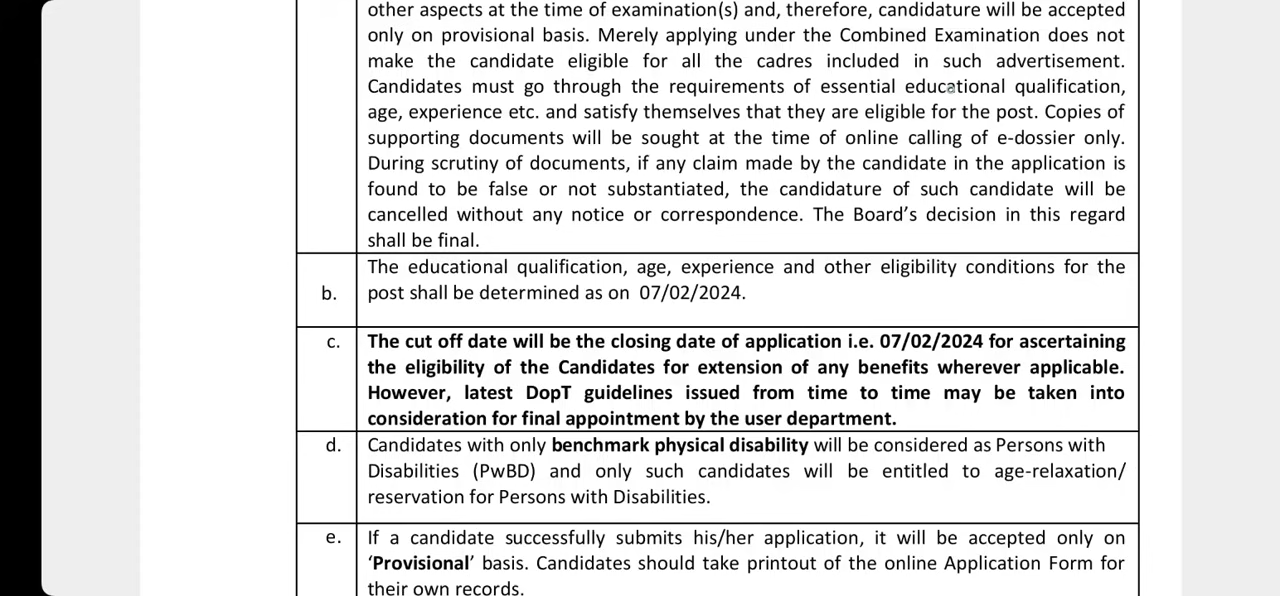 other aspects at the time of examination(s) and, therefore, candidature will be accepted
only on provisional basis. Merely applying under the Combined Examination does not
make the candidate eligible for all the cadres included in such advertisement.
Candidates must go through the requirements of essential educational qualification,
age, experience etc. and satisfy themselves that they are eligible for the post. Copies of
supporting documents will be sought at the time of online calling of e-dossier only.
During scrutiny of documents, if any claim made by the candidate in the application is
found to be false or not substantiated, the candidature of such candidate will be
cancelled without any notice or correspondence. The Board’s decision in this regard
shall be final.
b. The educational qualification, age, experience and other eligibility conditions for the
post shall be determined as on 07/02/2024.
c. The cut off date will be the closing date of application i.e. 07/02/2024 for ascertaining
the eligibility of the Candidates for extension of any benefits wherever applicable.
However, latest DopT guidelines issued from time to time may be taken into
consideration for final appointment by the user department.
d. Candidates with only benchmark physical disability will be considered as Persons with
Disabilities (PwBD) and only such candidates will be entitled to age-relaxation/
reservation for Persons with Disabilities.
e. If a candidate successfully submits his/her application, it will be accepted only on
‘Provisional’ basis. Candidates should take printout of the online Application Form for
their own records.